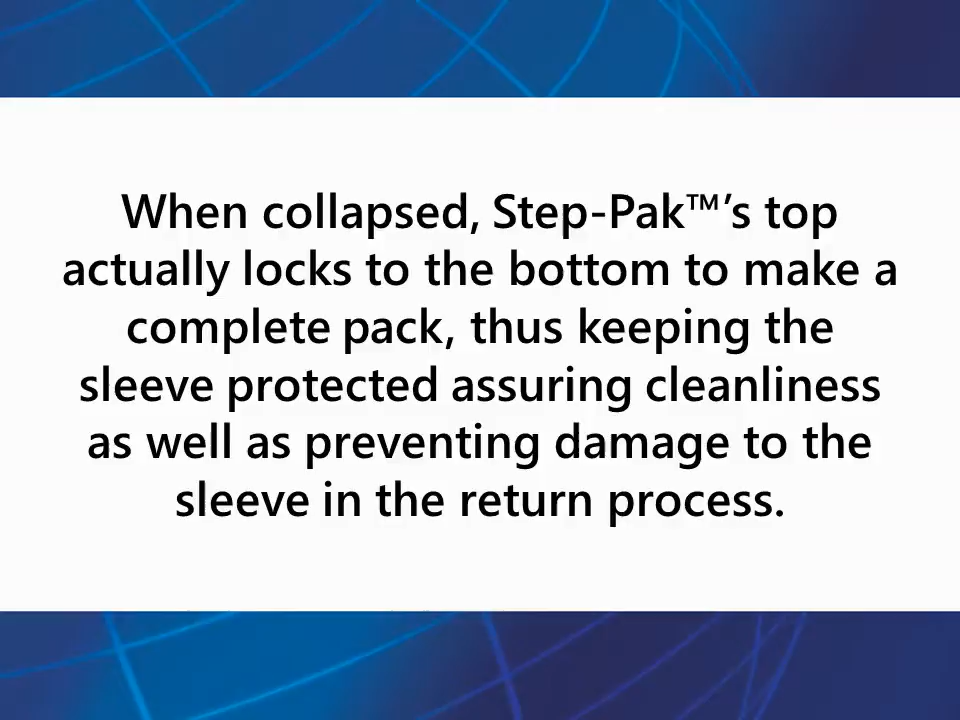 When collapsed, Step-Pak™’s top
actually locks to the bottom to make a
complete pack, thus keeping the
sleeve protected assuring cleanliness
as well as preventing damage to the
sleeve in the return process.